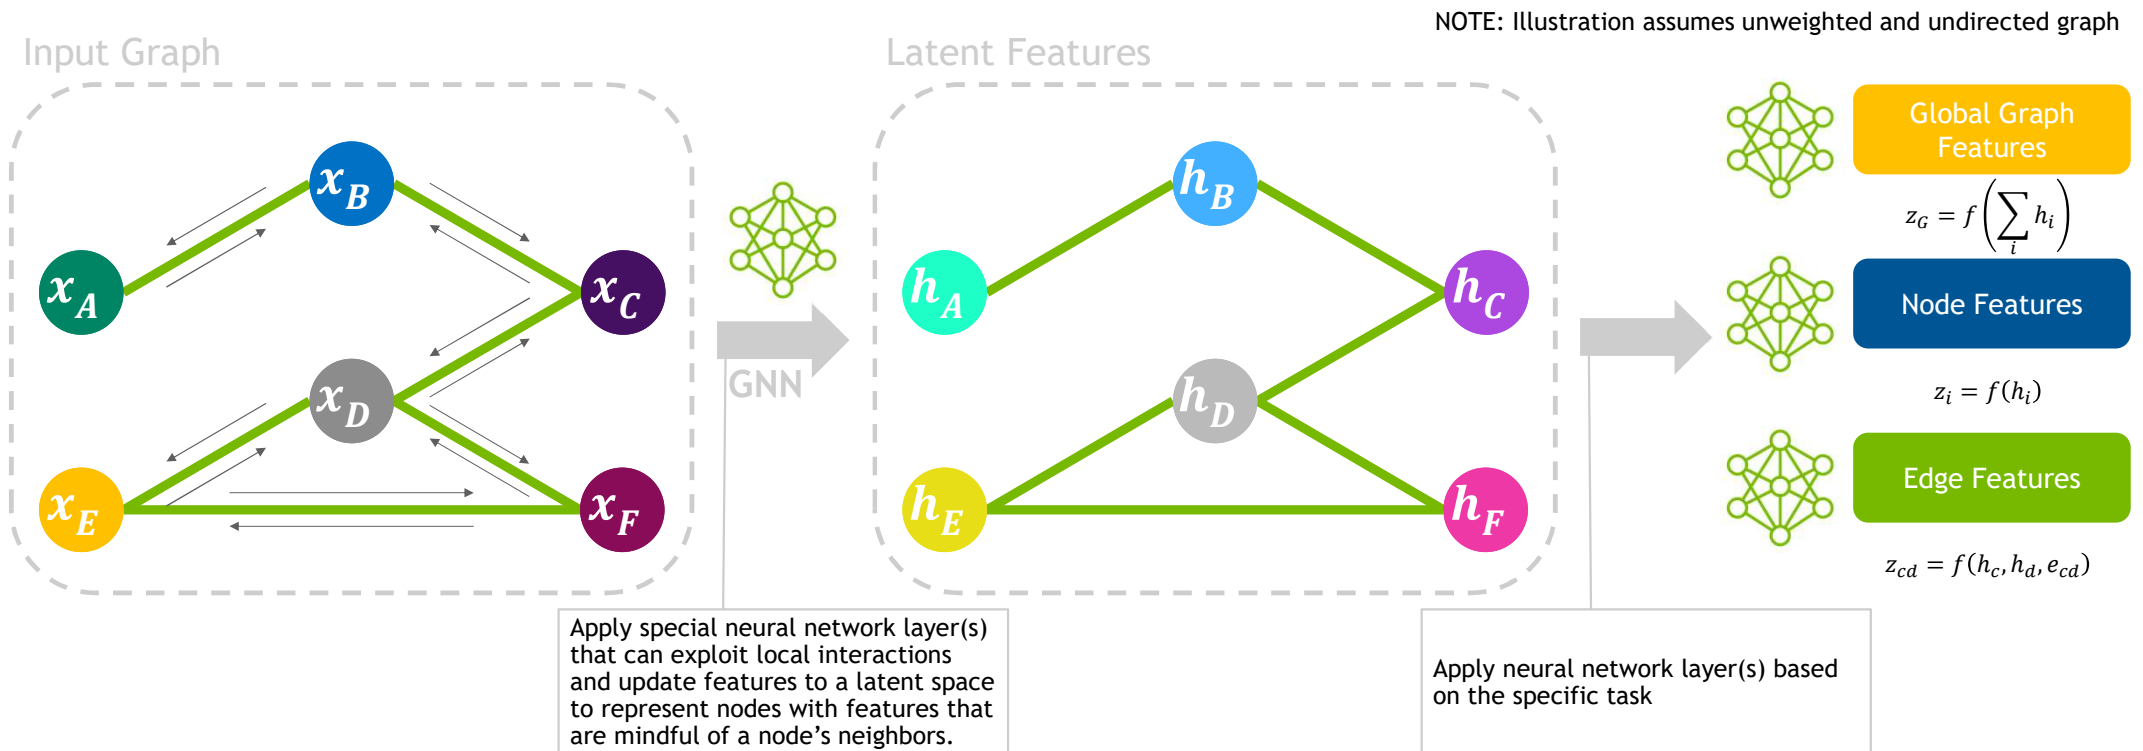 NOTE: Illustration assumes unweighted and undirected graph
Input Graph
x_B
x_A
x_C
x_D
x_E
x_F
GNN
Apply special neural network layer(s)
that can exploit local interactions
and update features to a latent space
to represent nodes with features that
are mindful of a node's neighbors.
Latent Features
h_B
h_A
h_C
h_D
h_E
h_F
Apply neural network layer(s) based
on the specific task
Global Graph
Features
z_G = f(∑_i h_i)
Node Features
z_i = f(h_i)
Edge Features
z_cd = f(h_c, h_d, e_cd)